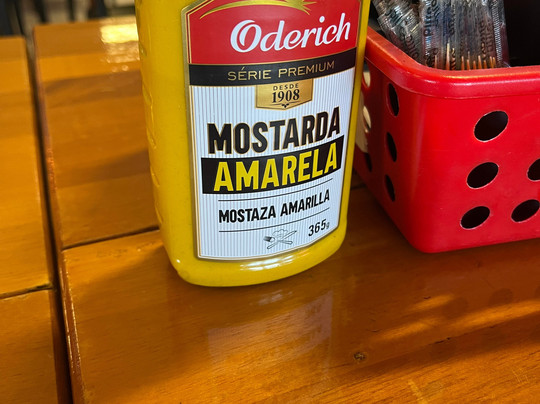 Oderich
SÉRIE PREMIUM
DESDE
1908
MOSTARDA
AMARELA
MOSTAZA AMARILLA
365g